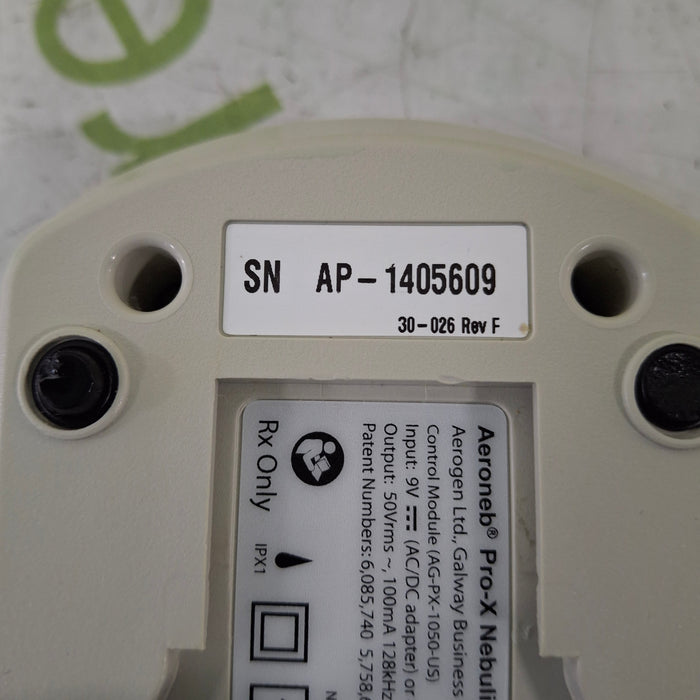 SN AP-1405609
30-026 Rev F
Aeroneb® Pro-X
Aerogen Ltd., Galway Business
Control Module (AG-PX-1050-US)
Input: 9V ⎓ (AC/DC adapter) or
Output: 50Vrms ~, 100mA 128kHz
Patent Numbers: 6,085,740 5,758,
Rx Only
IPX1